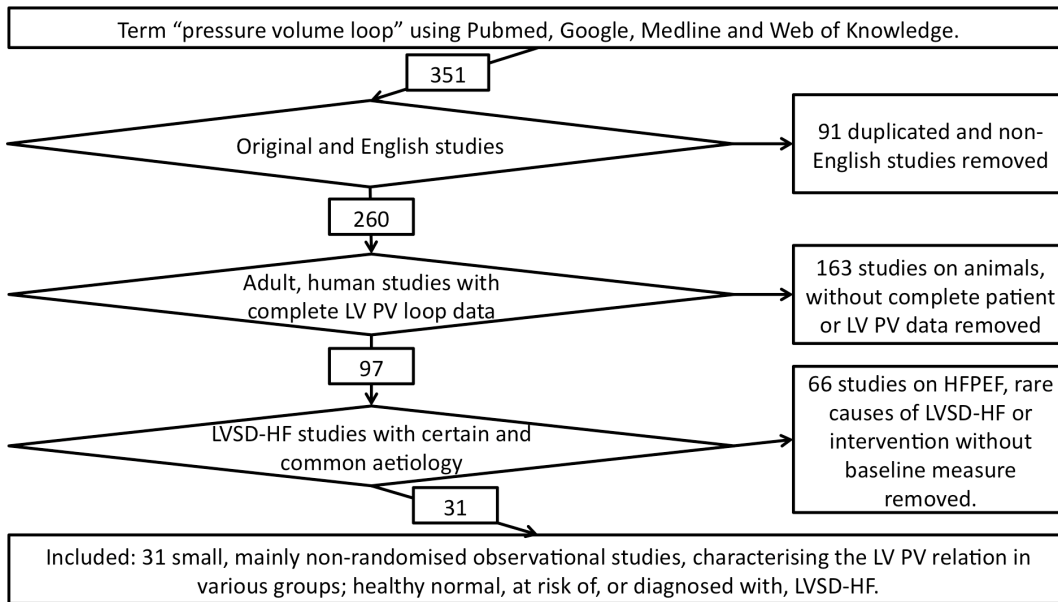 Term “pressure volume loop” using Pubmed, Google, Medline and Web of Knowledge.
351
Original and English studies
91 duplicated and non-
English studies removed
260
Adult, human studies with
complete LV PV loop data
163 studies on animals,
without complete patient
or LV PV data removed
97
LVSD-HF studies with certain and
common aetiology
66 studies on HFPEF, rare
causes of LVSD-HF or
intervention without
baseline measure
removed.
31
Included: 31 small, mainly non-randomised observational studies, characterising the LV PV relation in
various groups; healthy normal, at risk of, or diagnosed with, LVSD-HF.